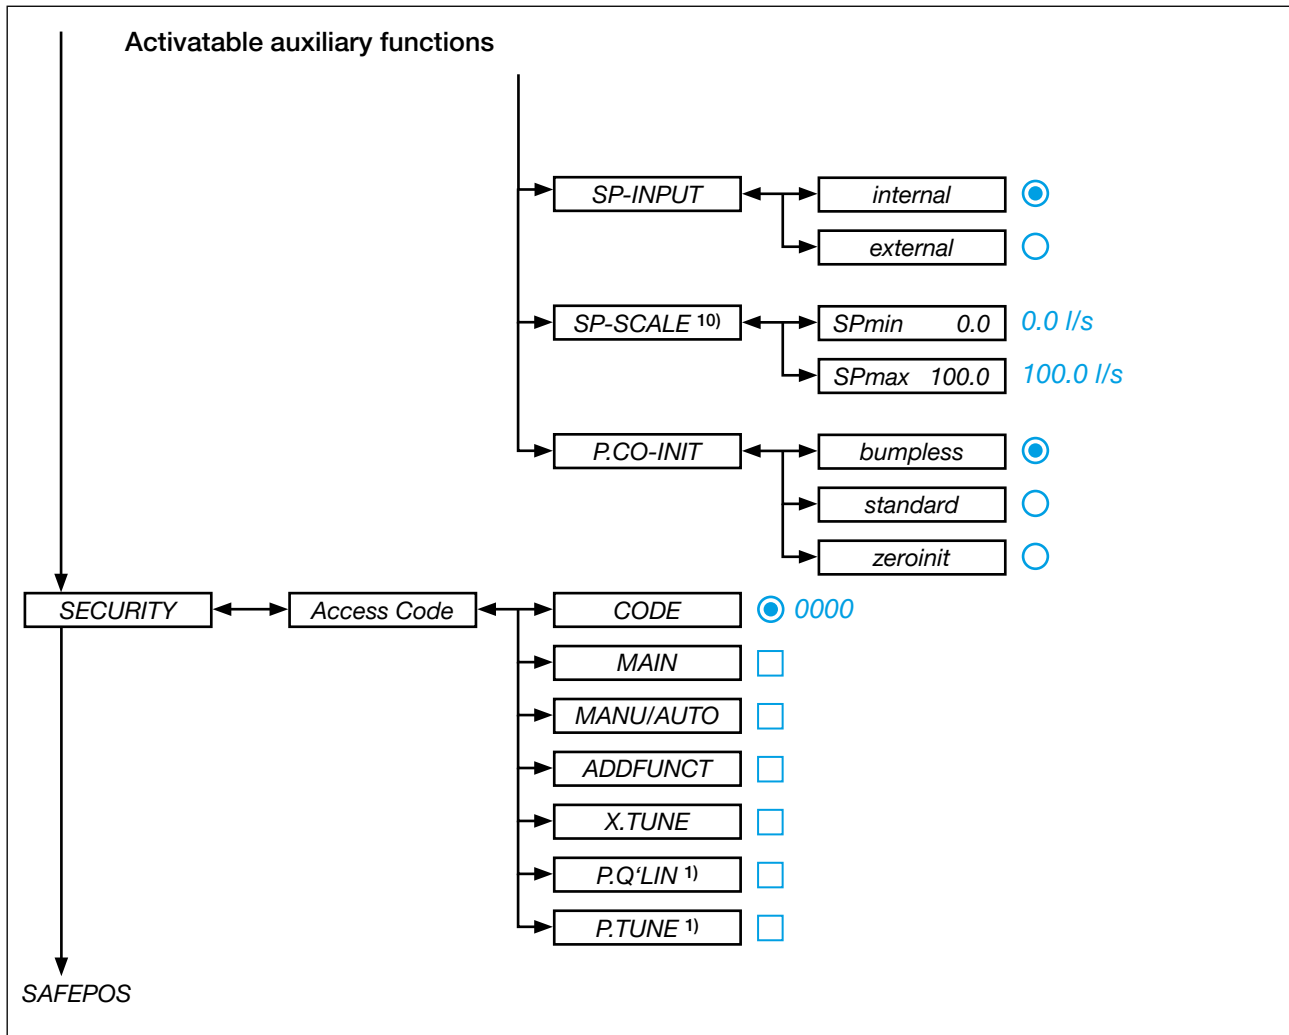 Activatable auxiliary functions
SP-INPUT
internal
external
SP-SCALE 10)
SPmin 0.0
0.0 l/s
SPmax 100.0
100.0 l/s
P.CO-INIT
bumpless
standard
zeroinit
SECURITY
Access Code
CODE
0000
MAIN
MANU/AUTO
ADDFUNCT
X.TUNE
P.Q‘LIN 1)
P.TUNE 1)
SAFEPOS